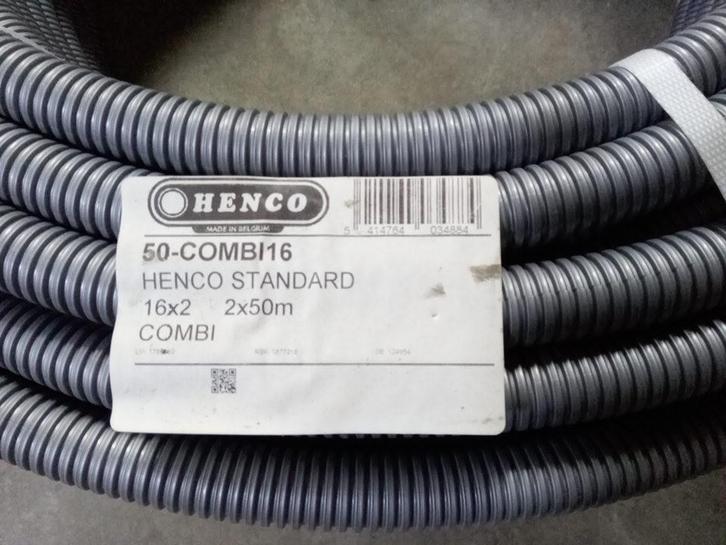 HENCO
MADE IN BELGIUM
5 414764 034884
50-COMBI16
HENCO STANDARD
16x2 2x50m
COMBI